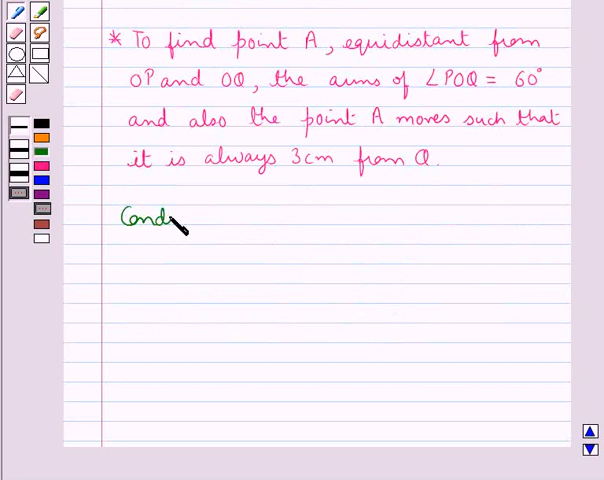 * To find point A, equidistant from
OP and OQ, the arms of ∠POQ = 60°
and also the point A moves such that
it is always 3cm from Q.
Cond